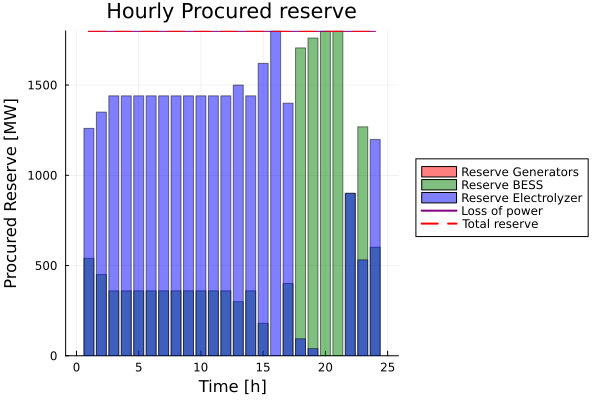 Hourly Procured reserve
Procured Reserve [MW]
1500
1000
500
0
0 5 10 15 20 25
Time [h]
Reserve Generators
Reserve BESS
Reserve Electrolyzer
Loss of power
Total reserve